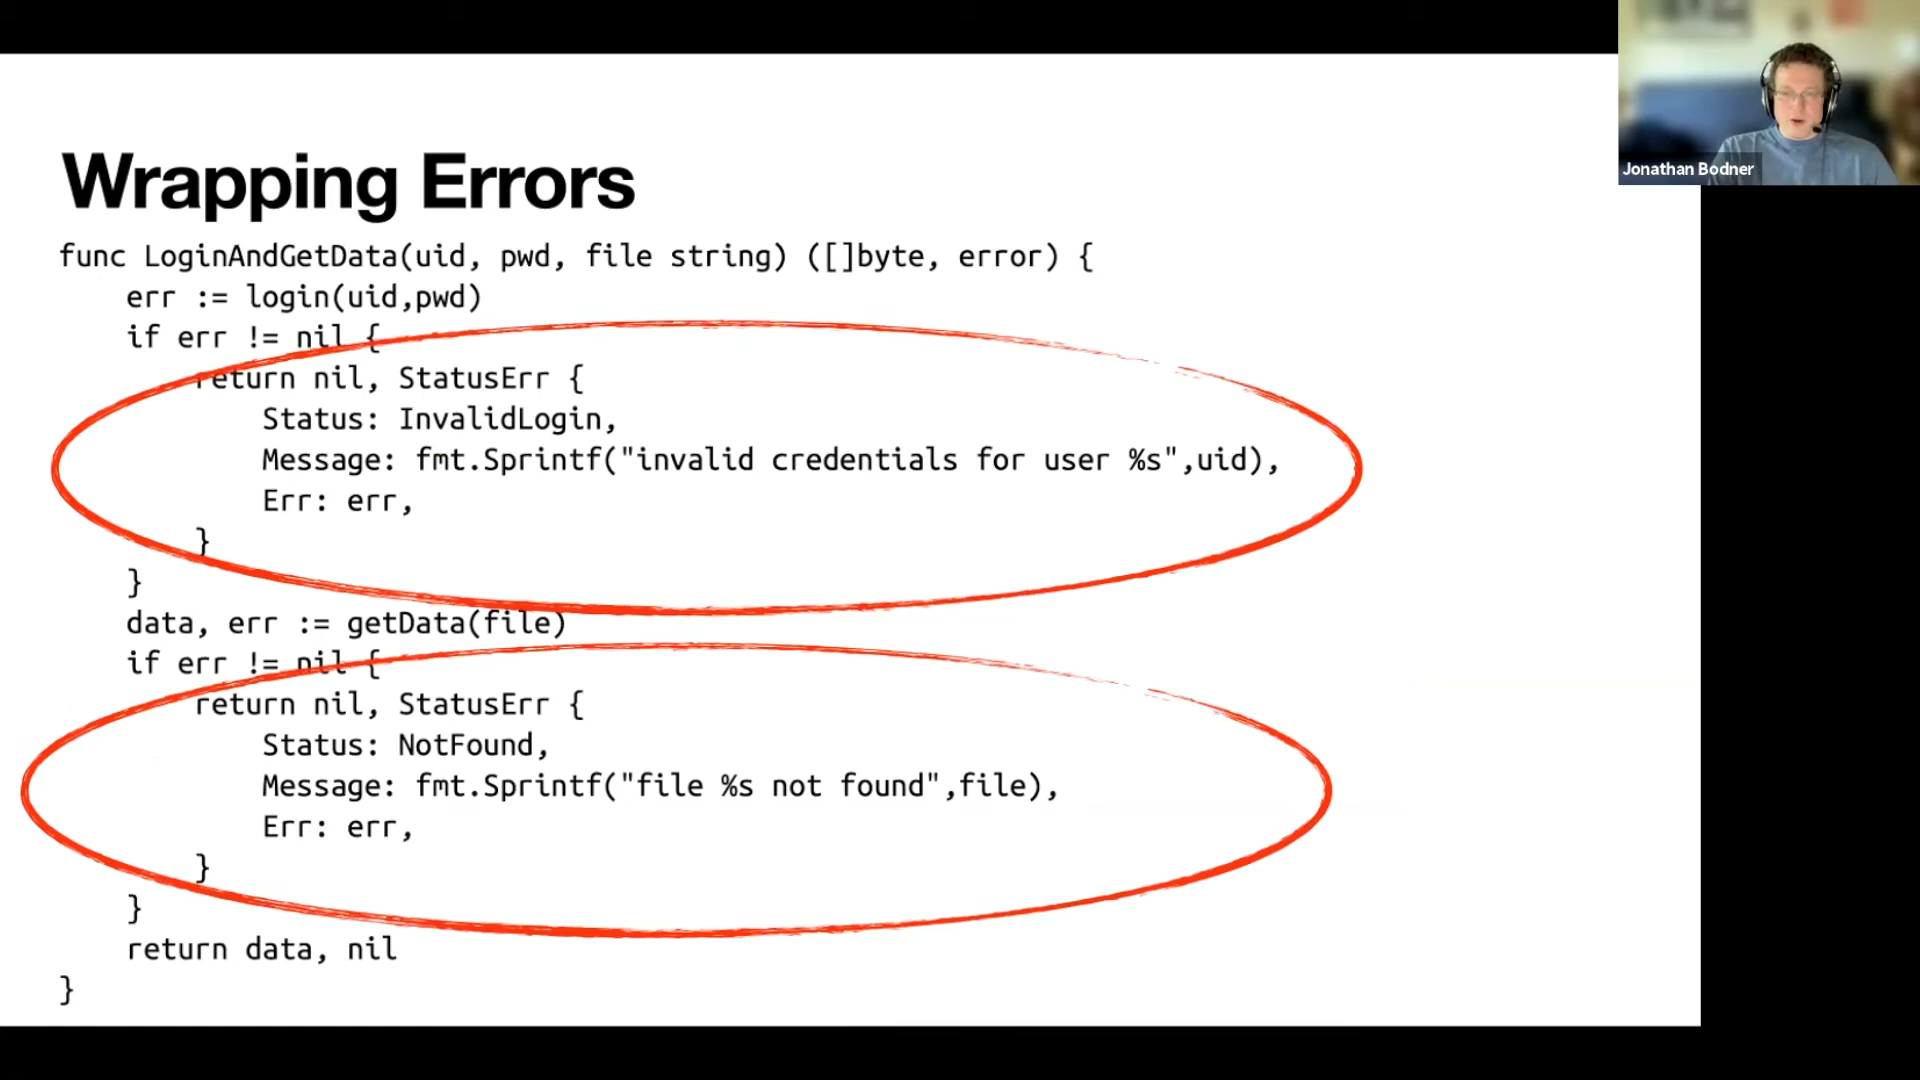 Jonathan Bodner
Wrapping Errors
func LoginAndGetData(uid, pwd, file string) ([]byte, error) {
    err := login(uid,pwd)
    if err != nil {
        return nil, StatusErr {
            Status: InvalidLogin,
            Message: fmt.Sprintf("invalid credentials for user %s",uid),
            Err: err,
        }
    }
    data, err := getData(file)
    if err != nil {
        return nil, StatusErr {
            Status: NotFound,
            Message: fmt.Sprintf("file %s not found",file),
            Err: err,
        }
    }
    return data, nil
}